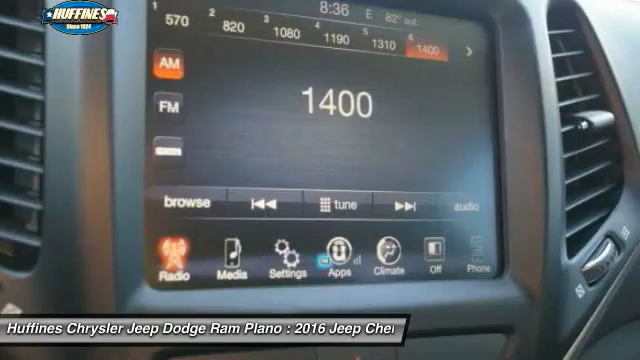 HUFFINES
Since 1924
8:36 E 82° out
1 570 2 820 3 1080 4 1190 5 1310 6 1400
AM
FM
1400
browse tune audio
Radio Media Settings Apps Climate Off Phone
Huffines Chrysler Jeep Dodge Ram Plano : 2016 Jeep Cher